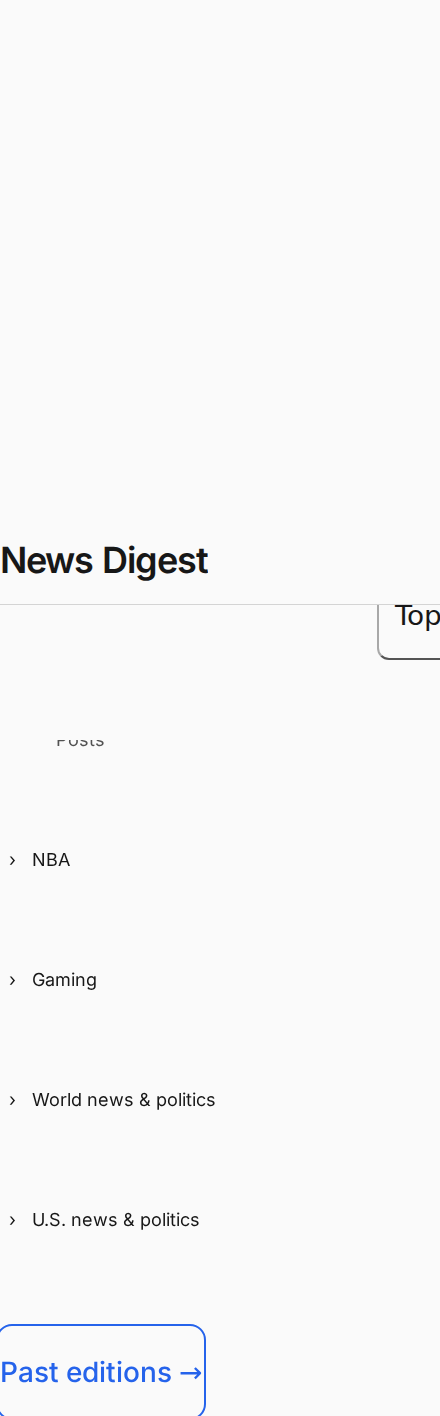 News Digest
Top
Posts
› NBA
› Gaming
› World news & politics
› U.S. news & politics
Past editions →